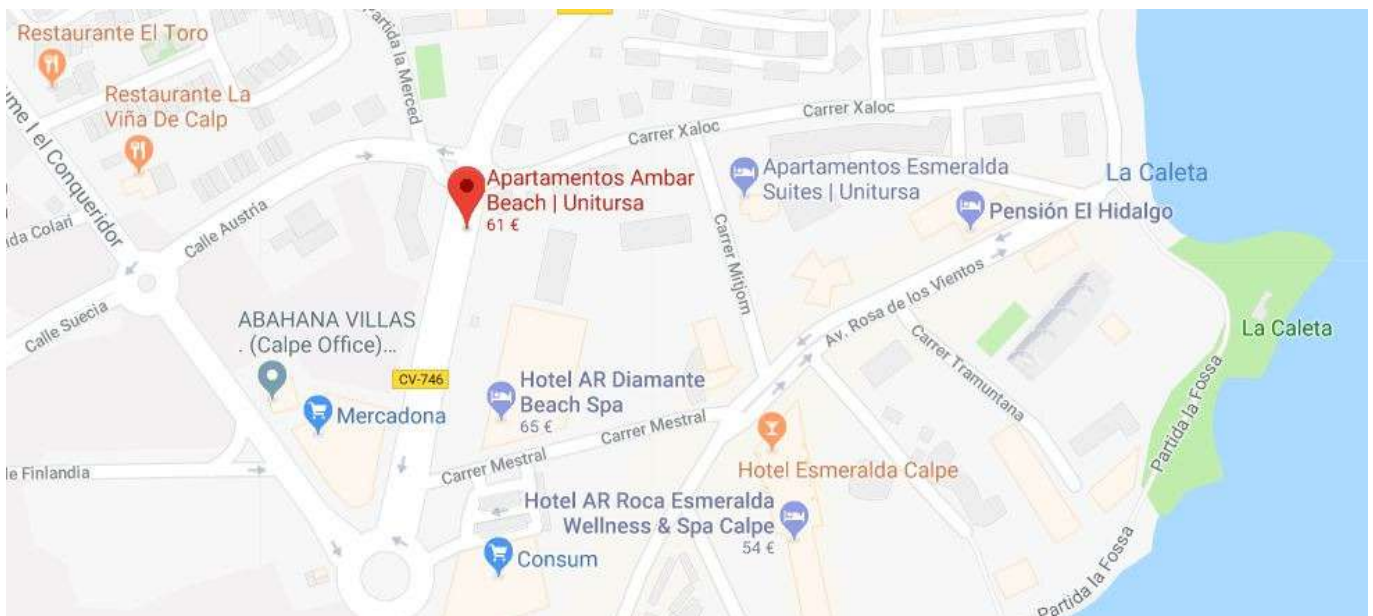 Restaurante El Toro
Restaurante La
Viña De Calp
ume I el Conqueridor
Partida la Merced
Carrer Xaloc
Carrer Xaloc
Apartamentos Ambar
Beach | Unitursa
61 €
Apartamentos Esmeralda
Suites | Unitursa
La Caleta
Pensión El Hidalgo
da Colari
Calle Austria
Carrer Mitjorn
Calle Suecia
ABAHANA VILLAS
. (Calpe Office)...
Av. Rosa de los Vientos
La Caleta
CV-746
Hotel AR Diamante
Beach Spa
65 €
Carrer Tramuntana
Mercadona
Carrer Mestral
Carrer Mestral
Partida la Fossa
Hotel Esmeralda Calpe
e Finlandia
Hotel AR Roca Esmeralda
Wellness & Spa Calpe
54 €
Consum
Partida la Fossa